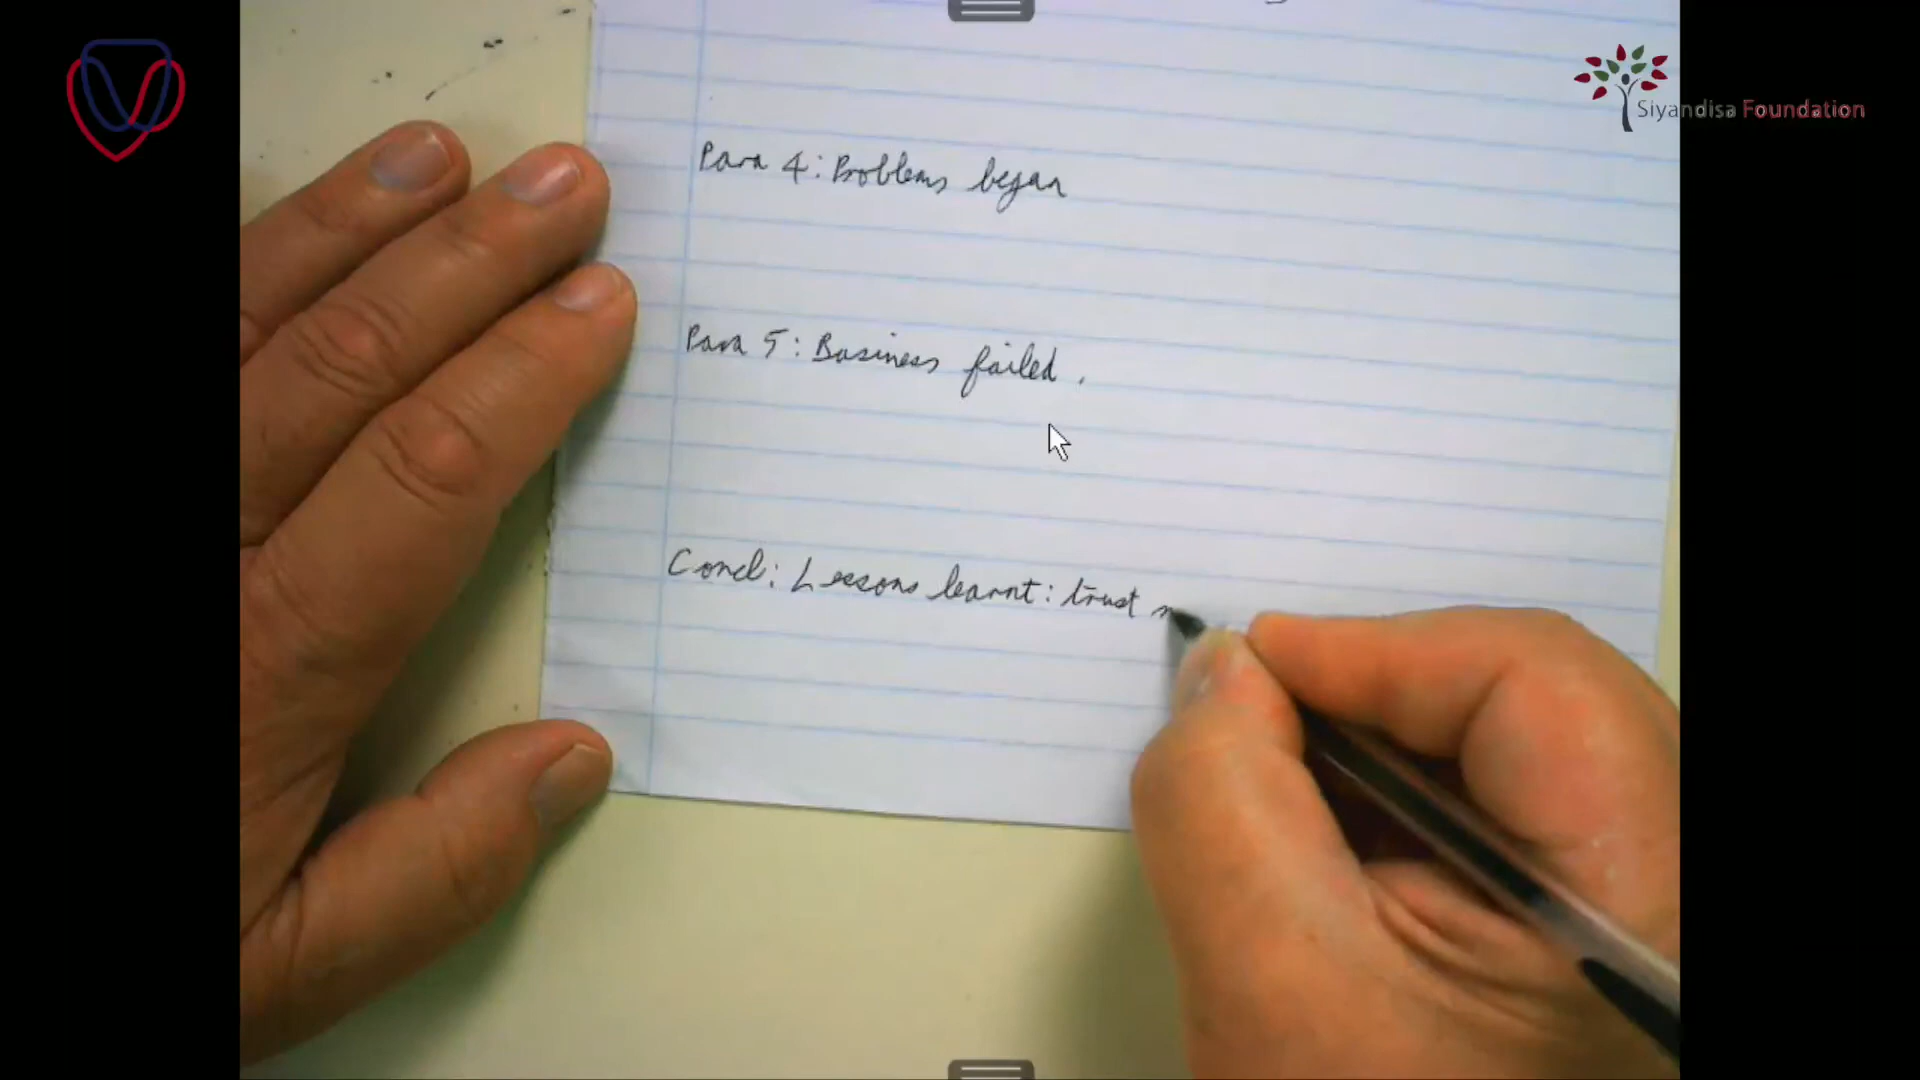 Siyandisa Foundation
Para 4: Problems began
Para 5: Business failed.
Concl: Lessons learnt: trust